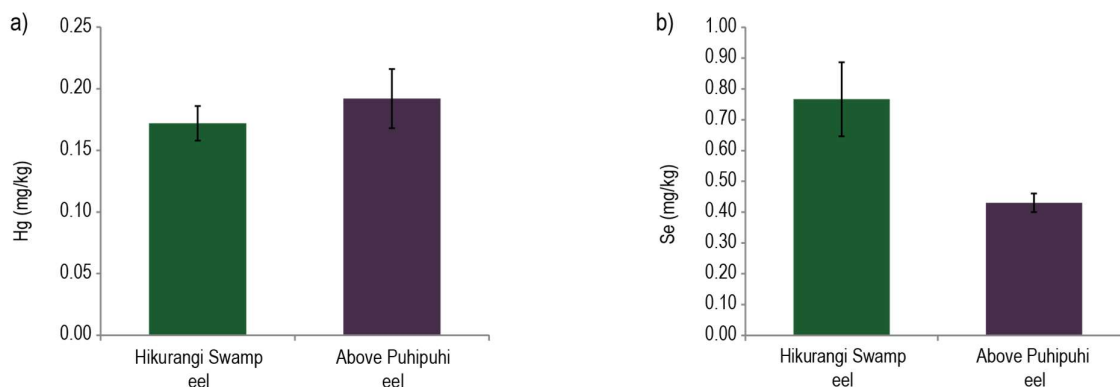 a)
0.25
0.20
0.15
0.10
0.05
0.00
Hg (mg/kg)
Hikurangi Swamp
eel
Above Puhipuhi
eel
b)
1.00
0.90
0.80
0.70
0.60
0.50
0.40
0.30
0.20
0.10
0.00
Se (mg/kg)
Hikurangi Swamp
eel
Above Puhipuhi
eel